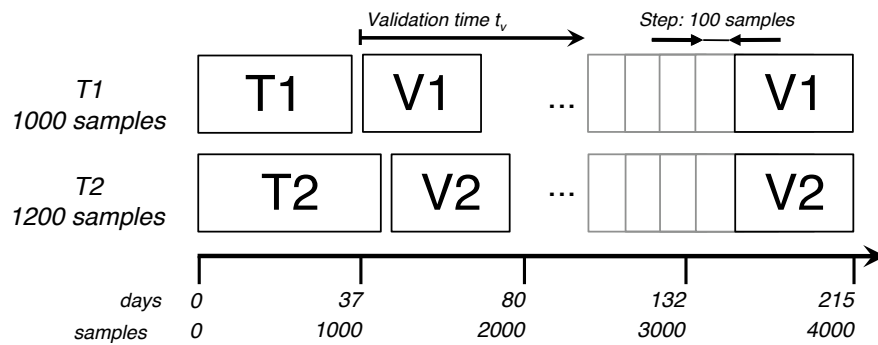 Validation time tv
Step: 100 samples
T1
1000 samples
T1
V1
...
V1
T2
1200 samples
T2
V2
...
V2
days 0 37 80 132 215
samples 0 1000 2000 3000 4000